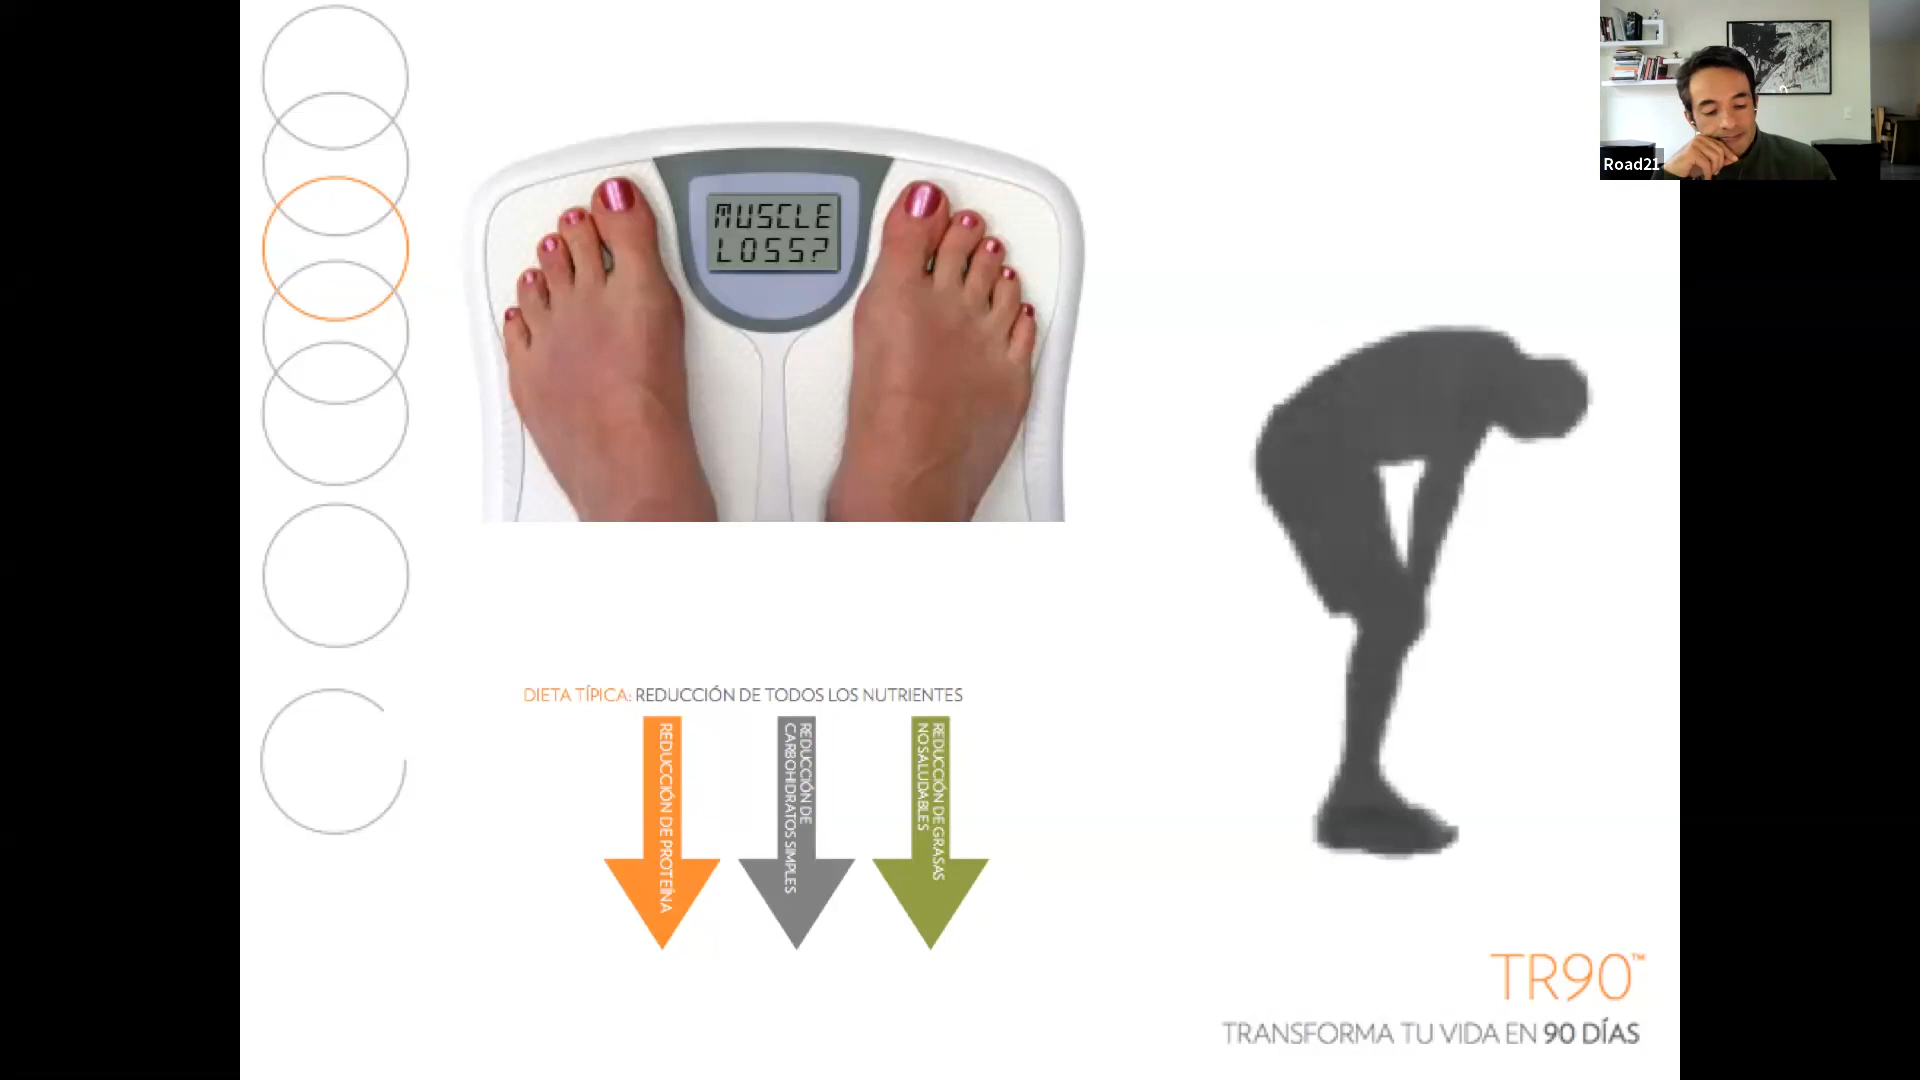 Road21
MUSCLE
LOSS?
DIETA TÍPICA: REDUCCIÓN DE TODOS LOS NUTRIENTES
REDUCCIÓN DE PROTEÍNA
REDUCCIÓN DE
CARBOHIDRATOS SIMPLES
REDUCCIÓN DE GRASAS
NO SALUDABLES
TR90™
TRANSFORMA TU VIDA EN 90 DÍAS